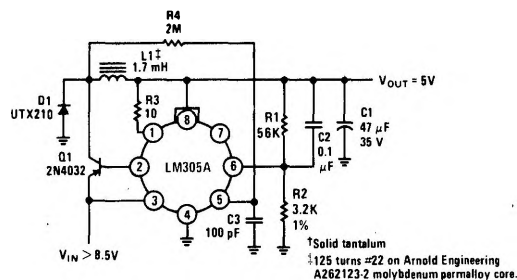 R4
2M
L1‡
1.7 mH
VOUT = 5V
D1
UTX210
R3
10
R1
56K
C2
0.1
μF
C1
47 μF
35 V
1
8
7
Q1
2N4032
2
LM305A
6
3
4
5
R2
3.2K
1%
C3
100 pF
VIN > 8.5V
†Solid tantalum
‡125 turns #22 on Arnold Engineering
A262123-2 molybdenum permalloy core.